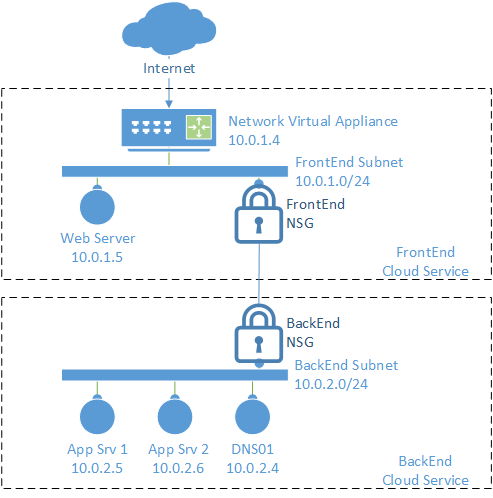 Internet
Network Virtual Appliance
10.0.1.4
FrontEnd Subnet
10.0.1.0/24
FrontEnd
NSG
Web Server
10.0.1.5
FrontEnd
Cloud Service
BackEnd
NSG
BackEnd Subnet
10.0.2.0/24
App Srv 1
10.0.2.5
App Srv 2
10.0.2.6
DNS01
10.0.2.4
BackEnd
Cloud Service